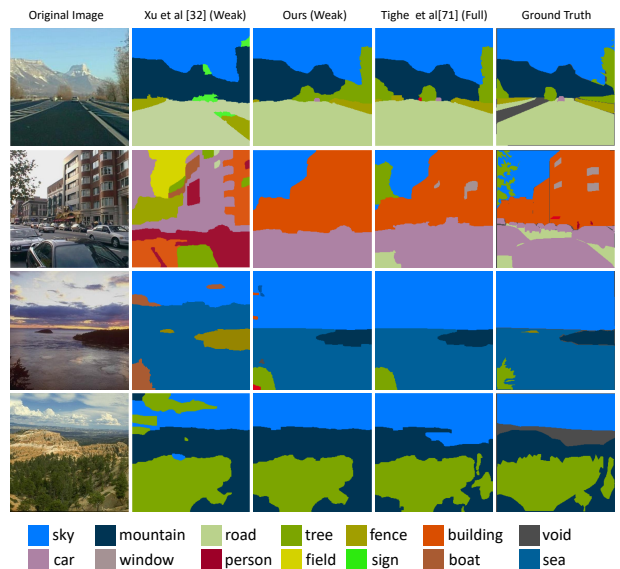 Original Image Xu et al [32] (Weak) Ours (Weak) Tighe et al[71] (Full) Ground Truth
sky mountain road tree fence building void
car window person field sign boat sea